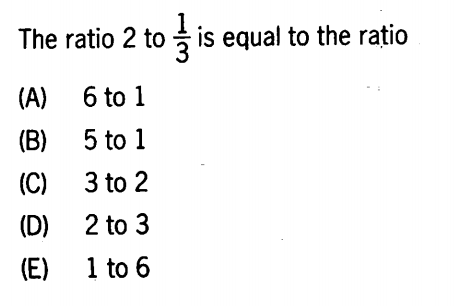 The ratio 2 to 1/3 is equal to the ratio
(A) 6 to 1
(B) 5 to 1
(C) 3 to 2
(D) 2 to 3
(E) 1 to 6